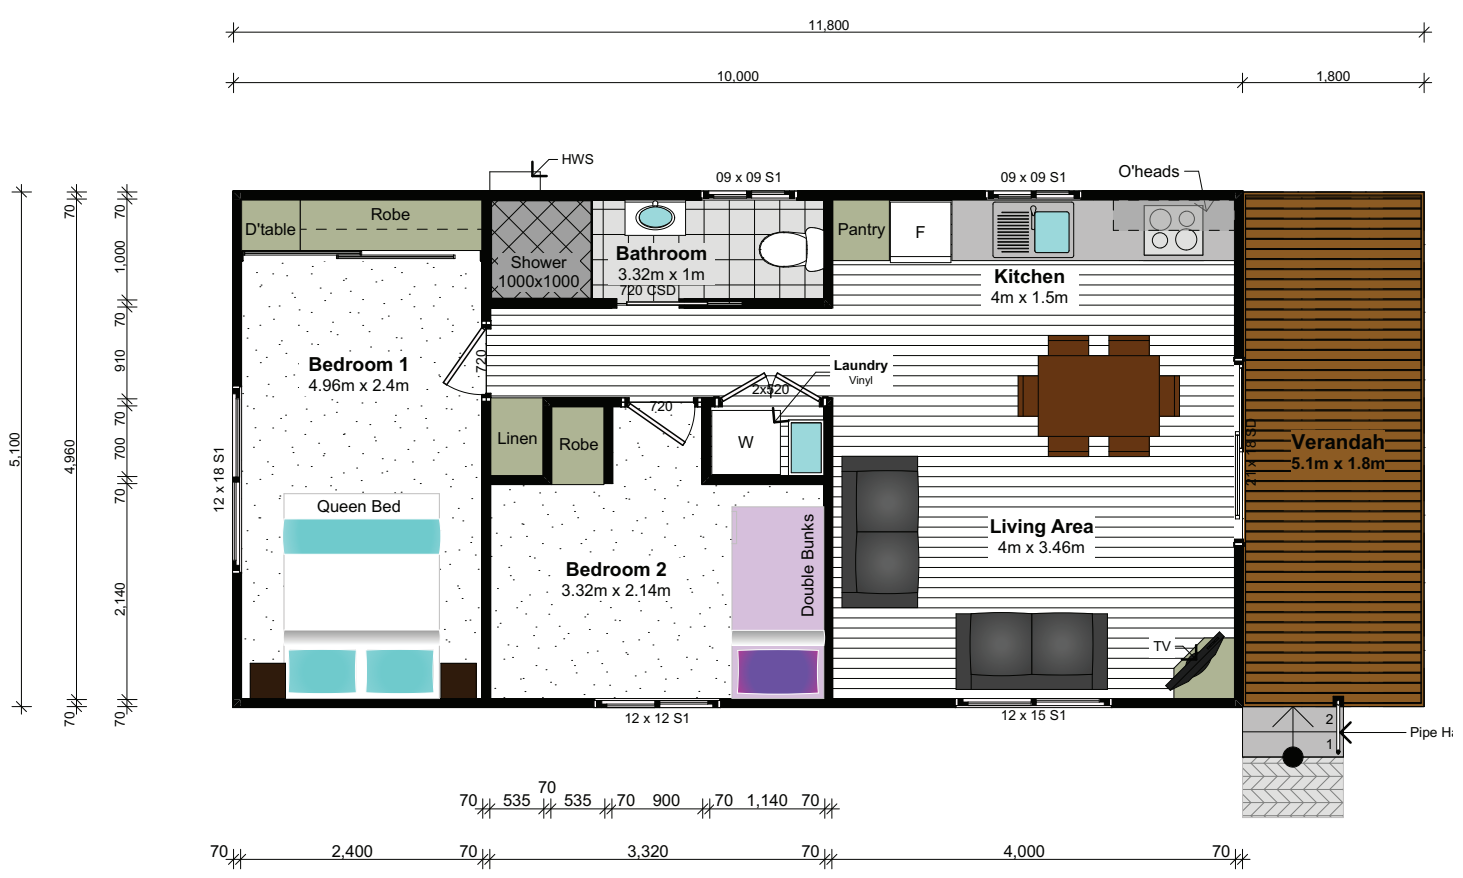 11,800
10,000
1,800
HWS
O'heads
09 x 09 S1
09 x 09 S1
70
70
D'table
Robe
Pantry
F
Shower
1000x1000
Bathroom
3.32m x 1m
720 CSD
Kitchen
4m x 1.5m
1,000
70
910
Bedroom 1
4.96m x 2.4m
720
Laundry
Vinyl
2x520
720
70
5,100
4,960
700
70
12 x 18 S1
Linen
Robe
W
21 x 18 SD
Verandah
5.1m x 1.8m
Queen Bed
Double Bunks
Living Area
4m x 3.46m
Bedroom 2
3.32m x 2.14m
2,140
TV
70
70
12 x 12 S1
12 x 15 S1
2
1
Pipe Ha
70
70 535 535 70 900 70 1,140 70
70 2,400 70 3,320 70 4,000 70